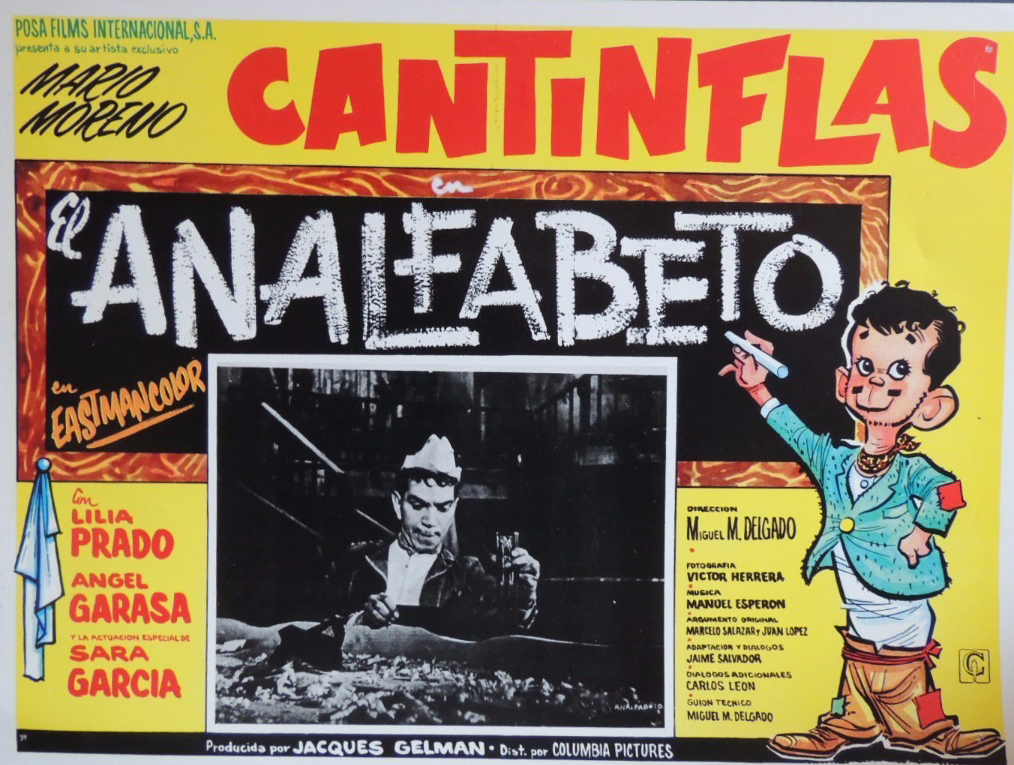 POSA FILMS INTERNACIONAL, S.A.
presenta a su artista exclusivo
MARIO
MORENO
CANTINFLAS
en
El ANALFABETO
en
EASTMANCOLOR
Con
LILIA
PRADO
ANGEL
GARASA
Y LA ACTUACION ESPECIAL DE
SARA
GARCIA
DIRECCION
MIGUEL M. DELGADO
FOTOGRAFIA
VICTOR HERRERA
MUSICA
MANUEL ESPERON
ARGUMENTO ORIGINAL
MARCELO SALAZAR y JUAN LOPEZ
ADAPTACION Y DIALOGOS
JAIME SALVADOR
DIALOGOS ADICIONALES
CARLOS LEON
GUION TECNICO
MIGUEL M. DELGADO
Producida por JACQUES GELMAN • Dist. por COLUMBIA PICTURES